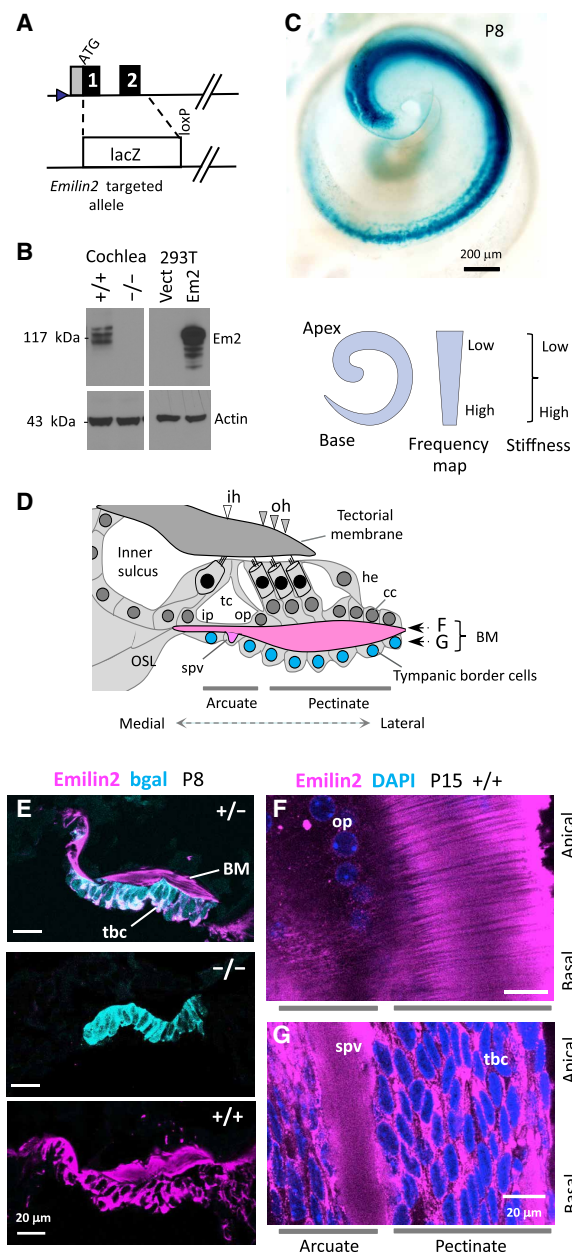 A
ATG
1
2
loxP
lacZ
Emilin2 targeted
allele
B
Cochlea
293T
+/+
−/−
Vect
Em2
117 kDa
Em2
43 kDa
Actin
C
P8
200 µm
Apex
Base
Low
High
Frequency
map
Low
High
Stiffness
D
ih
oh
Tectorial
membrane
Inner
sulcus
he
cc
tc
ip
op
F
G
BM
OSL
spv
Tympanic border cells
Arcuate
Pectinate
Medial
Lateral
Emilin2 bgal P8
E
+/−
BM
tbc
−/−
+/+
20 µm
Emilin2 DAPI P15 +/+
F
op
Apical
Basal
G
spv
tbc
Apical
Basal
20 µm
Arcuate
Pectinate